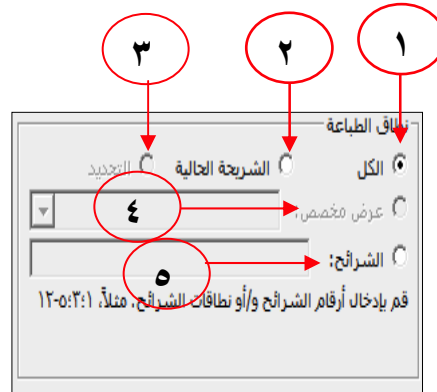 ٣ ٢ ١
نطاق الطباعة
الكل الشريحة الحالية التحديد
عرض مخصص: ٤
الشرائح: ٥
قم بإدخال أرقام الشرائح و/أو نطاقات الشرائح. مثلاً، ١؛٣؛٥-١٢